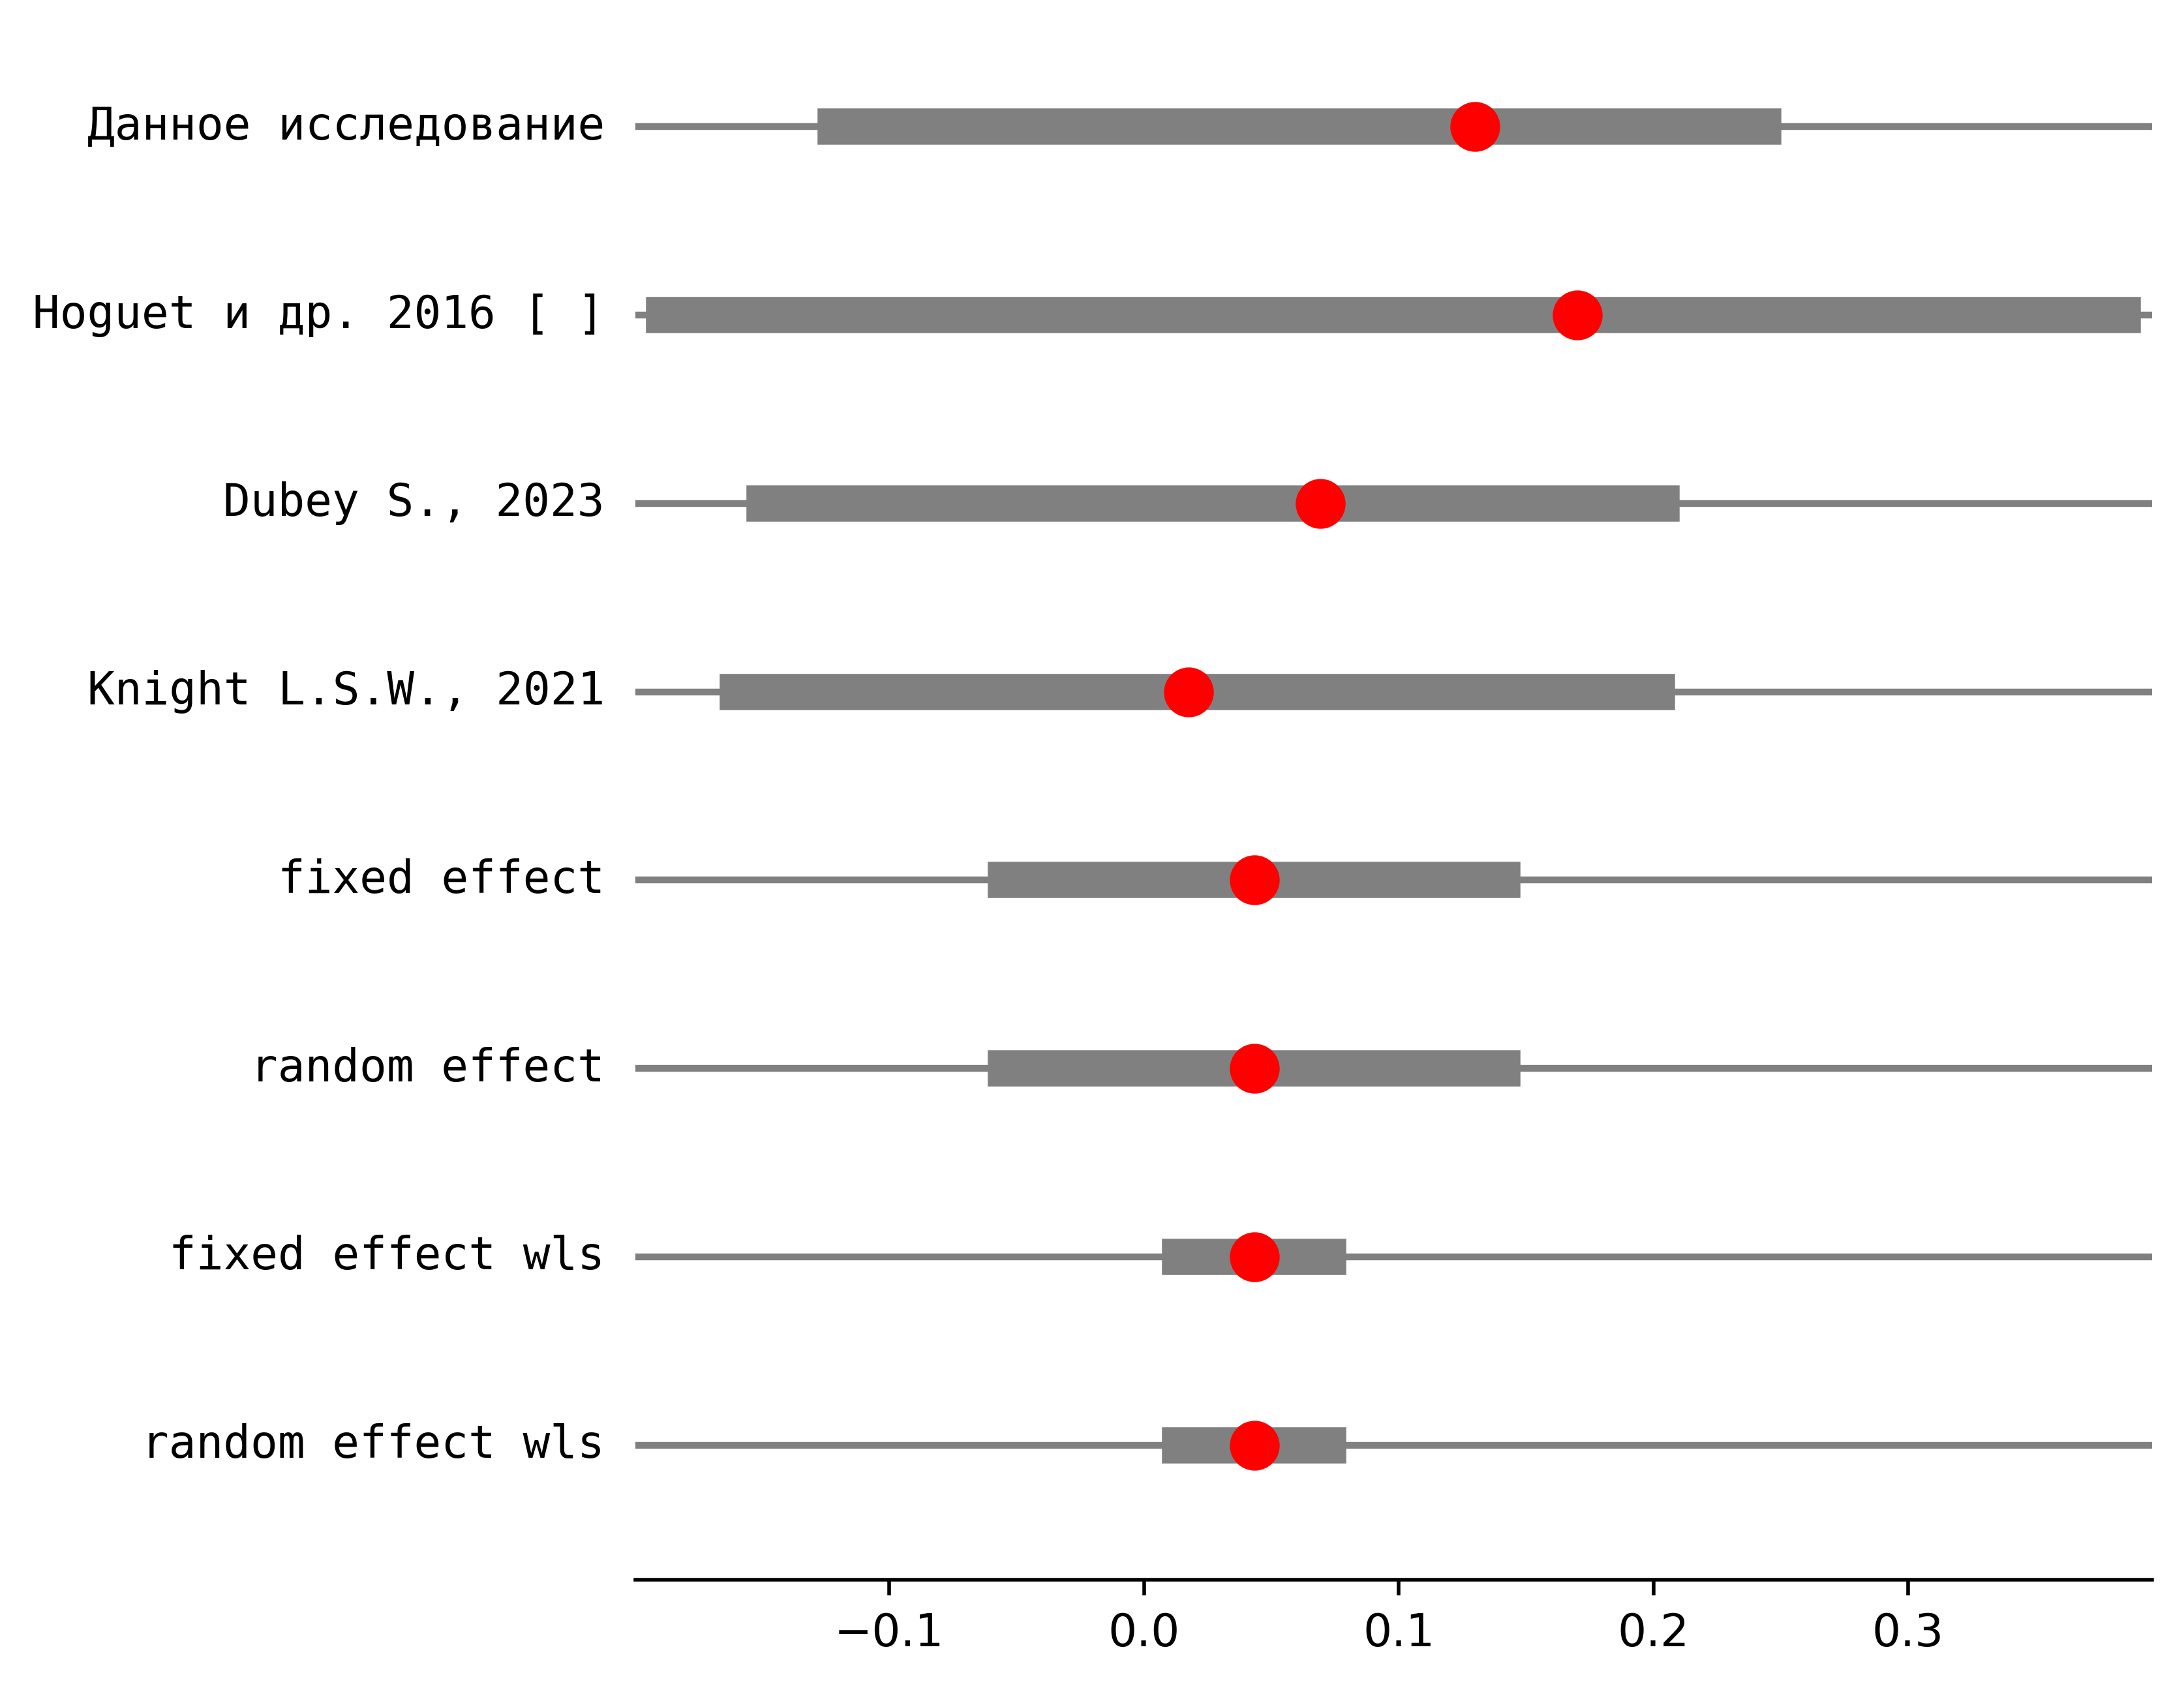 Данное исследование
Hoguet и др. 2016 [ ]
Dubey S., 2023
Knight L.S.W., 2021
fixed effect
random effect
fixed effect wls
random effect wls
−0.1 0.0 0.1 0.2 0.3